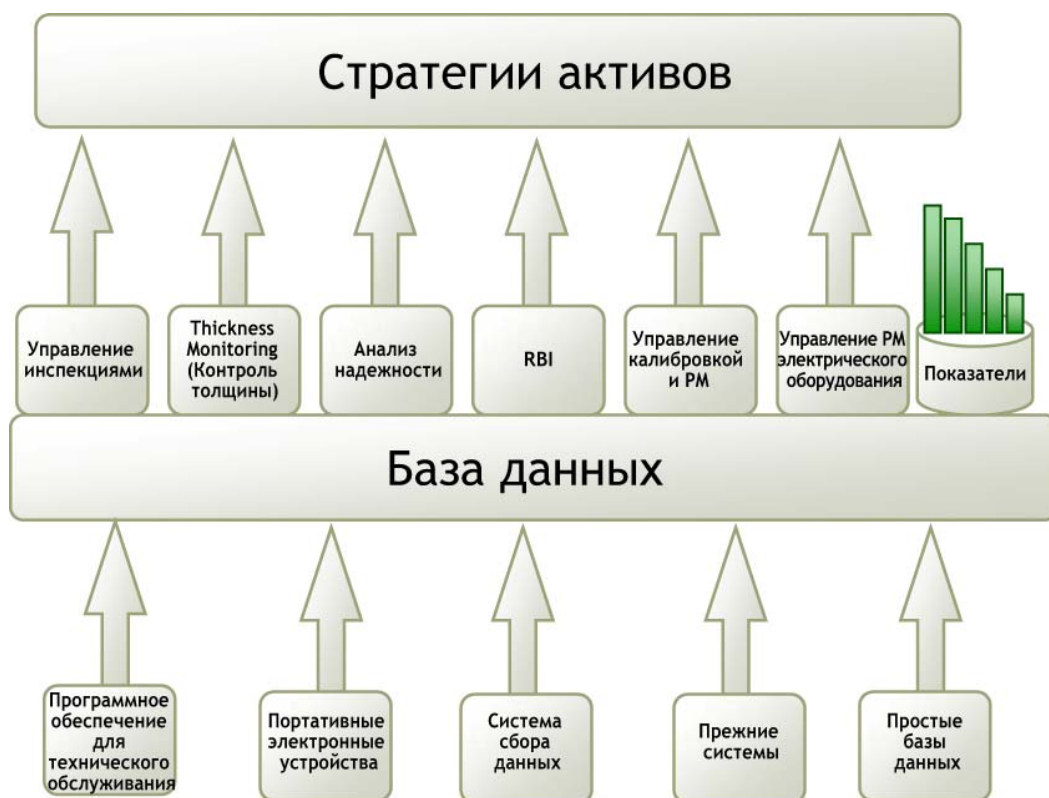 Стратегии активов
Управление
инспекциями
Thickness
Monitoring
(Контроль
толщины)
Анализ
надежности
RBI
Управление
калибровкой
и PM
Управление PM
электрического
оборудования
Показатели
База данных
Программное
обеспечение
для
технического
обслуживания
Портативные
электронные
устройства
Система
сбора
данных
Прежние
системы
Простые
базы
данных